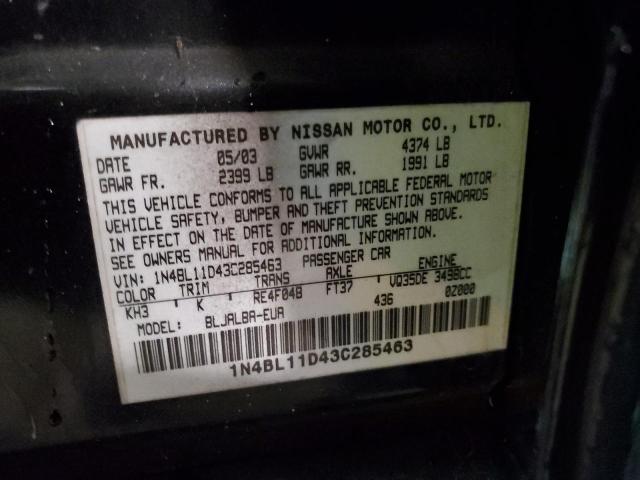 MANUFACTURED BY NISSAN MOTOR CO., LTD.
DATE 05/03 GVWR 4374 LB
GAWR FR. 2399 LB GAWR RR. 1991 LB
THIS VEHICLE CONFORMS TO ALL APPLICABLE FEDERAL MOTOR
VEHICLE SAFETY, BUMPER AND THEFT PREVENTION STANDARDS
IN EFFECT ON THE DATE OF MANUFACTURE SHOWN ABOVE.
SEE OWNERS MANUAL FOR ADDITIONAL INFORMATION
VIN: 1N4BL11D43C285463 PASSENGER CAR
COLOR TRIM TRANS AXLE ENGINE
KH3 K RE4F04B FT37 VQ35DE 3498CC
MODEL: BLJALBA-EUA 436 0Z000
1N4BL11D43C285463